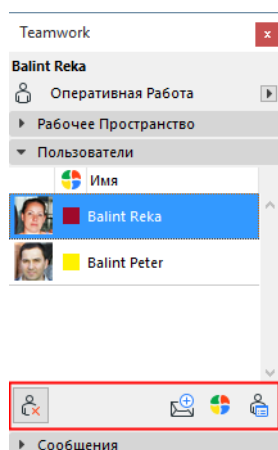 Teamwork
x
Balint Reka
Оперативная Работа
Рабочее Пространство
Пользователи
Имя
Balint Reka
Balint Peter
Сообщения